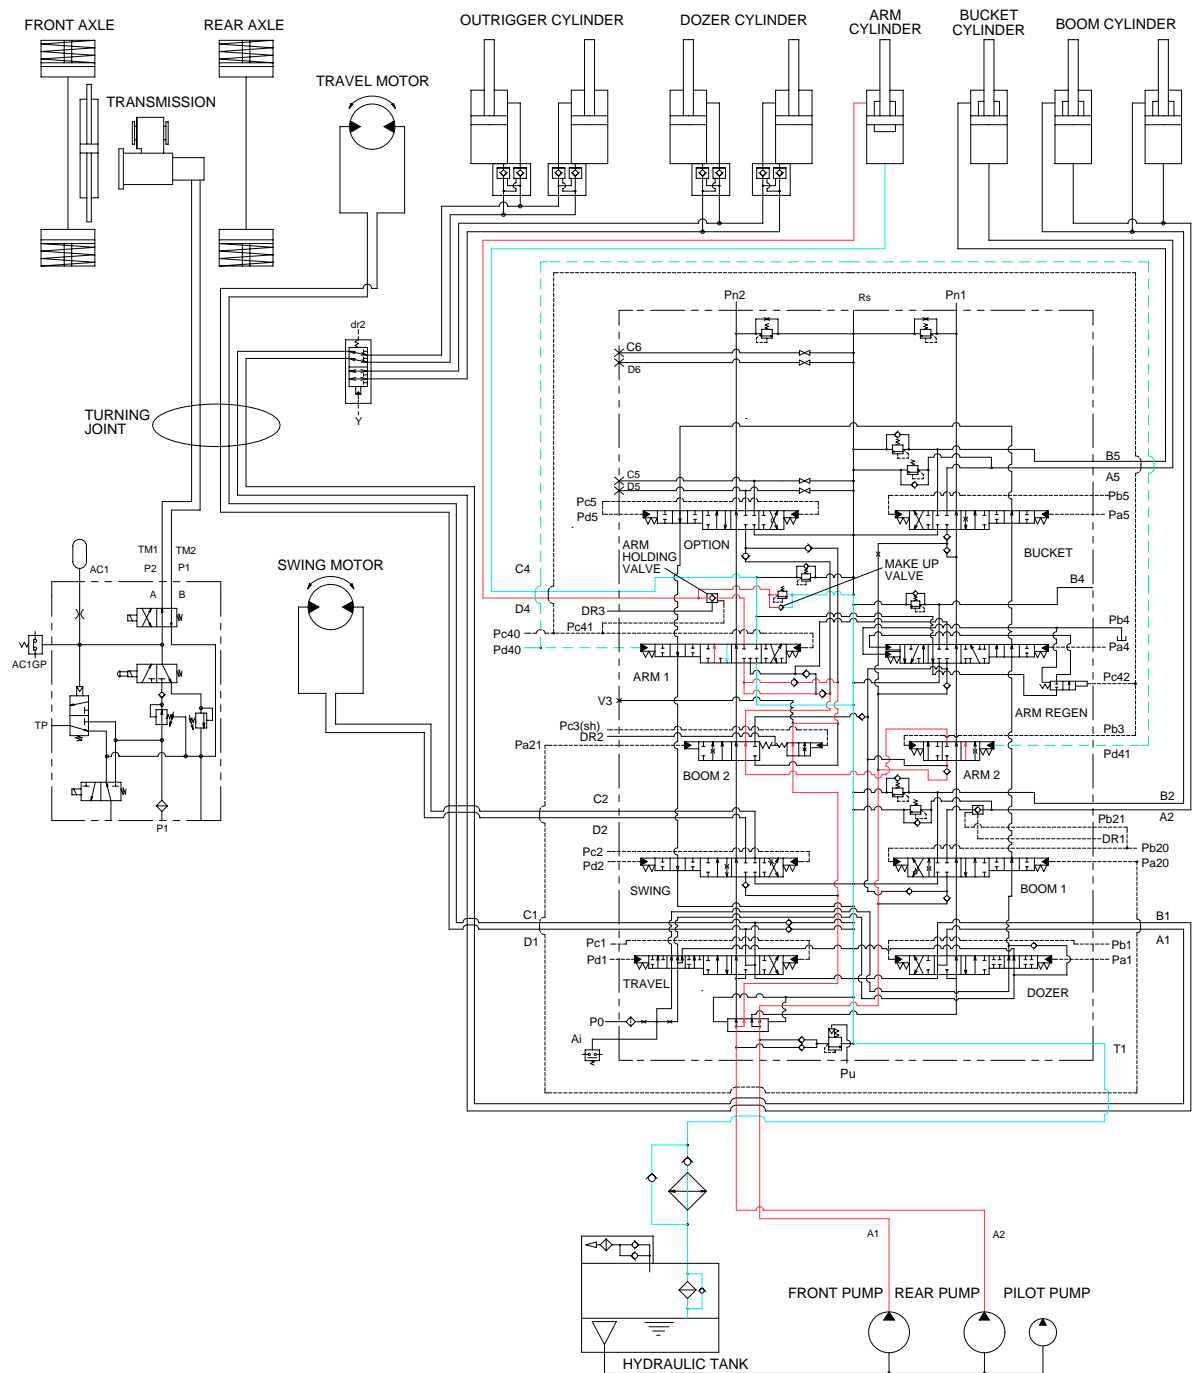 FRONT AXLE
REAR AXLE
OUTRIGGER CYLINDER
DOZER CYLINDER
ARM
CYLINDER
BUCKET
CYLINDER
BOOM CYLINDER
TRANSMISSION
TRAVEL MOTOR
TURNING
JOINT
dr2
Y
Pn2
Rs
Pn1
C6
D6
C5
D5
Pc5
Pd5
OPTION
B5
A5
Pb5
Pa5
BUCKET
ARM
HOLDING
VALVE
MAKE UP
VALVE
C4
D4
DR3
Pc40
Pc41
Pd40
ARM 1
B4
Pb4
Pa4
Pc42
ARM REGEN
V3
Pc3(sh)
DR2
Pa21
BOOM 2
ARM 2
Pb3
Pd41
TM1
TM2
P2
P1
A
B
AC1
AC1GP
TP
P1
SWING MOTOR
C2
D2
Pc2
Pd2
SWING
B2
A2
Pb21
DR1
Pb20
Pa20
BOOM 1
C1
D1
Pc1
Pd1
TRAVEL
B1
A1
Pb1
Pa1
DOZER
P0
Ai
Pu
T1
A1
A2
FRONT PUMP
REAR PUMP
PILOT PUMP
HYDRAULIC TANK